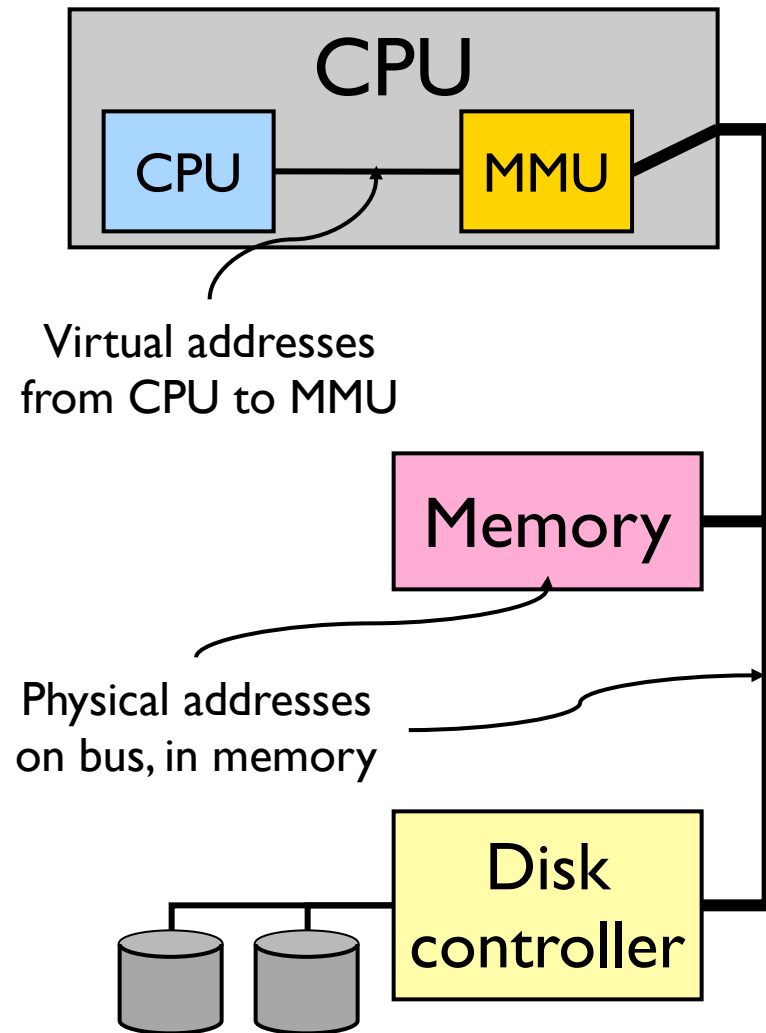 CPU
CPU
MMU
Virtual addresses
from CPU to MMU
Memory
Physical addresses
on bus, in memory
Disk
controller